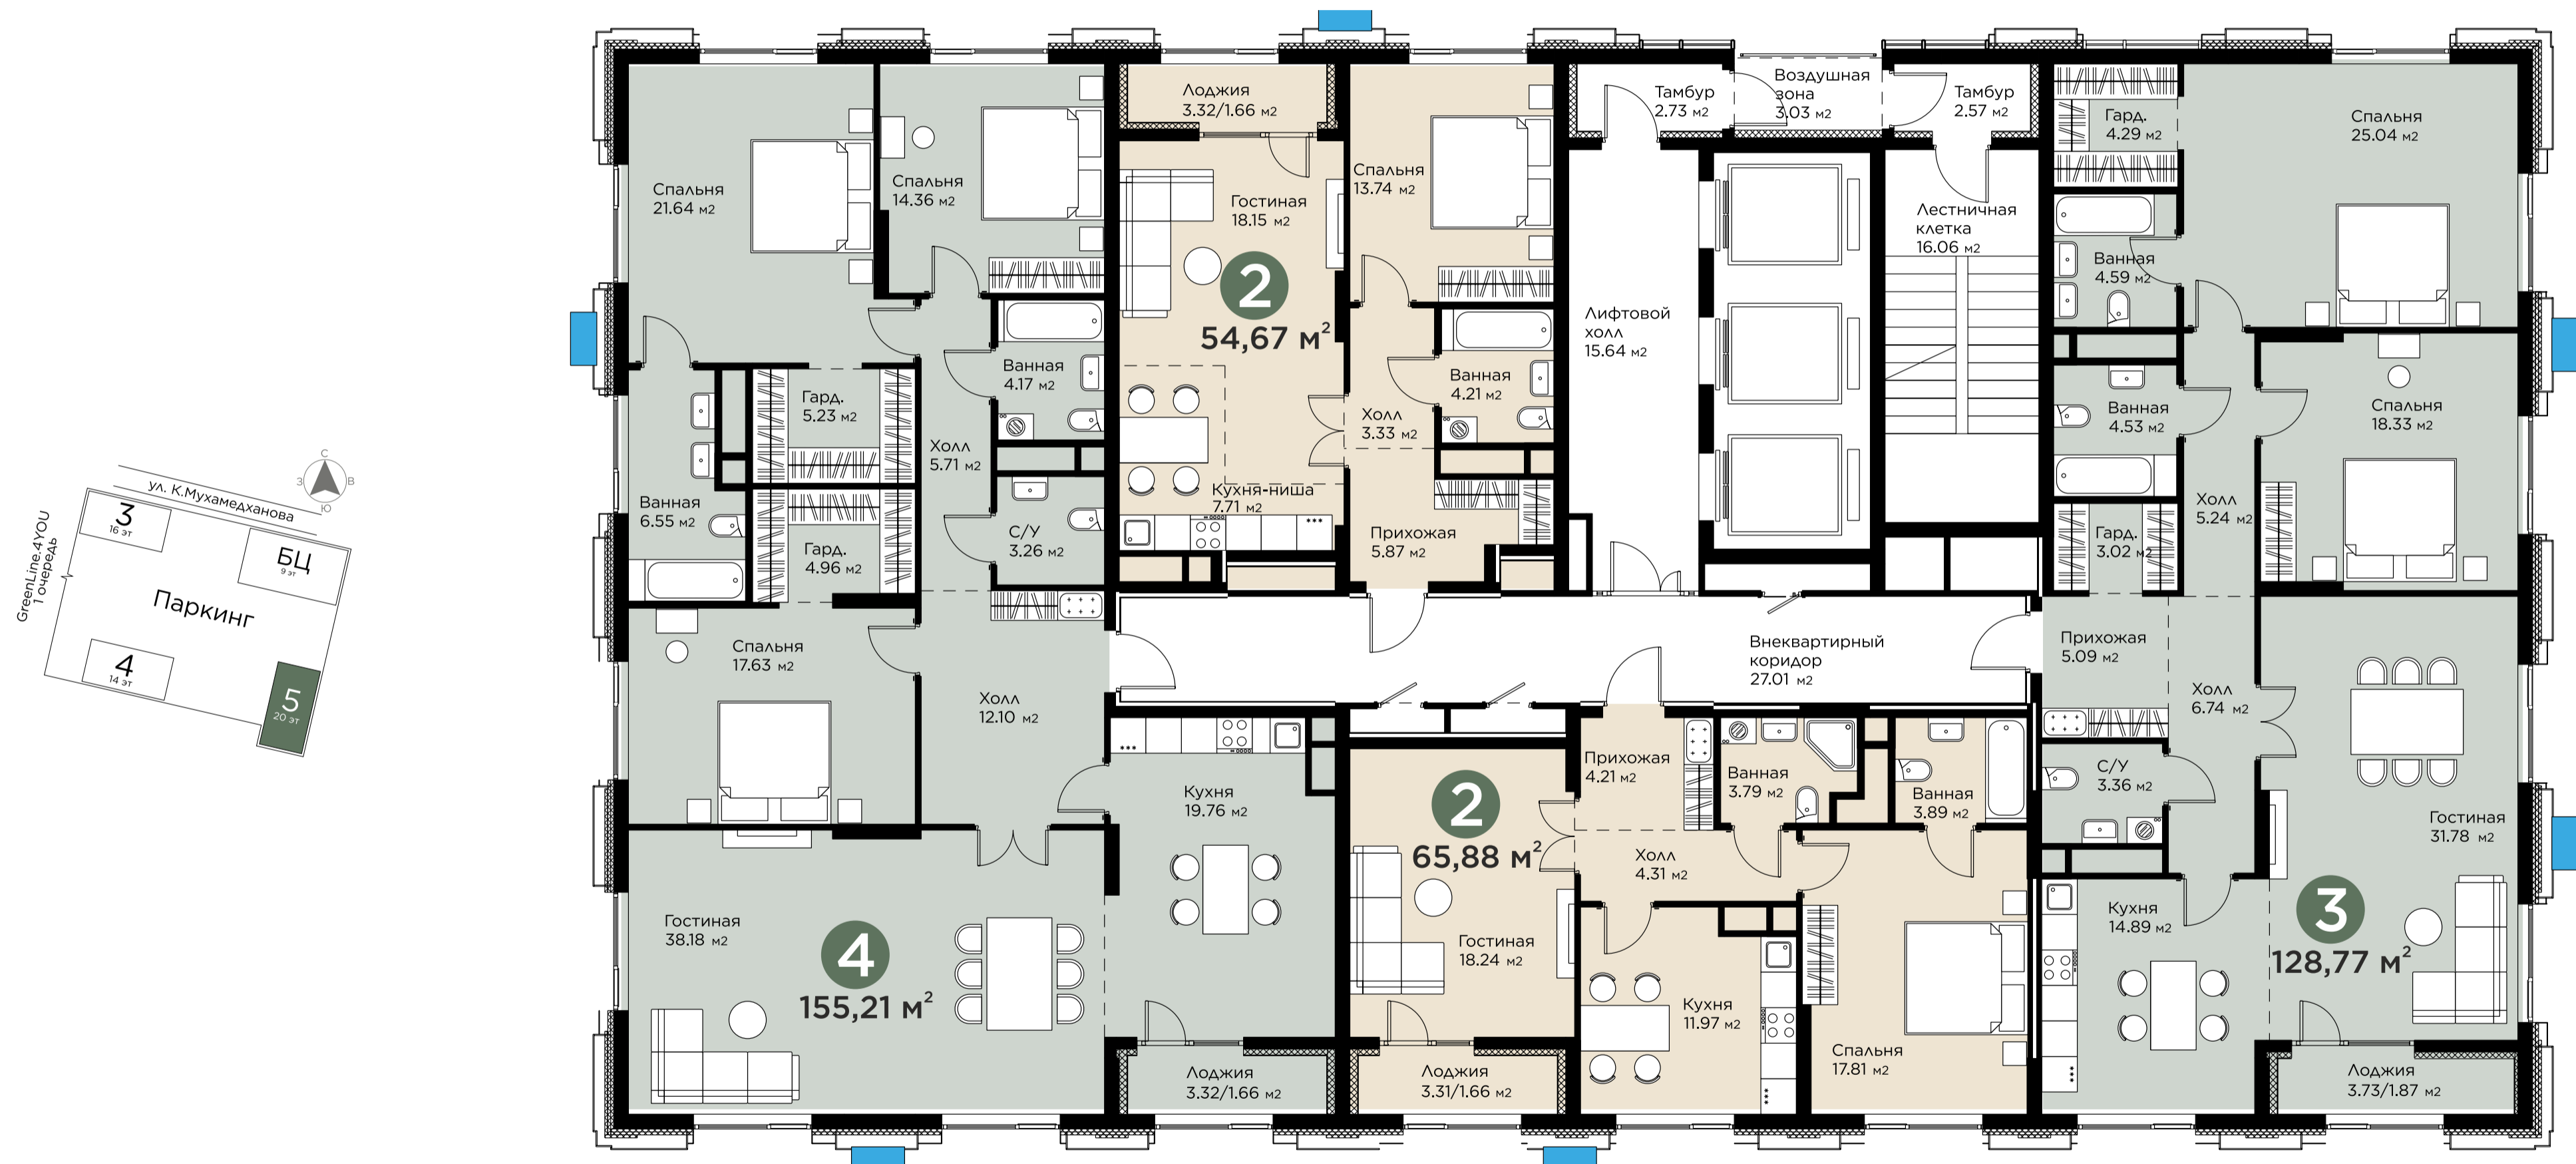 GreenLine.4YOU
1 очередь
ул. К.Мухамедханова
С
З
В
Ю
3
16 эт
БЦ
9 эт
Паркинг
4
14 эт
5
20 эт
Спальня
21.64 м2
Спальня
14.36 м2
Ванная
4.17 м2
Гард.
5.23 м2
Холл
5.71 м2
Ванная
6.55 м2
Гард.
4.96 м2
С/У
3.26 м2
Спальня
17.63 м2
Холл
12.10 м2
Кухня
19.76 м2
Гостиная
38.18 м2
4
155,21 м2
Лоджия
3.32/1.66 м2
Лоджия
3.32/1.66 м2
Гостиная
18.15 м2
2
54,67 м2
Спальня
13.74 м2
Ванная
4.21 м2
Холл
3.33 м2
Кухня-ниша
7.71 м2
Прихожая
5.87 м2
Тамбур
2.73 м2
Воздушная
зона
3.03 м2
Тамбур
2.57 м2
Лифтовой
холл
15.64 м2
Лестничная
клетка
16.06 м2
Внеквартирный
коридор
27.01 м2
Прихожая
4.21 м2
Ванная
3.79 м2
Ванная
3.89 м2
2
65,88 м2
Холл
4.31 м2
Гостиная
18.24 м2
Кухня
11.97 м2
Спальня
17.81 м2
Лоджия
3.31/1.66 м2
Гард.
4.29 м2
Спальня
25.04 м2
Ванная
4.59 м2
Ванная
4.53 м2
Спальня
18.33 м2
Холл
5.24 м2
Гард.
3.02 м2
Прихожая
5.09 м2
Холл
6.74 м2
С/У
3.36 м2
Гостиная
31.78 м2
Кухня
14.89 м2
3
128,77 м2
Лоджия
3.73/1.87 м2